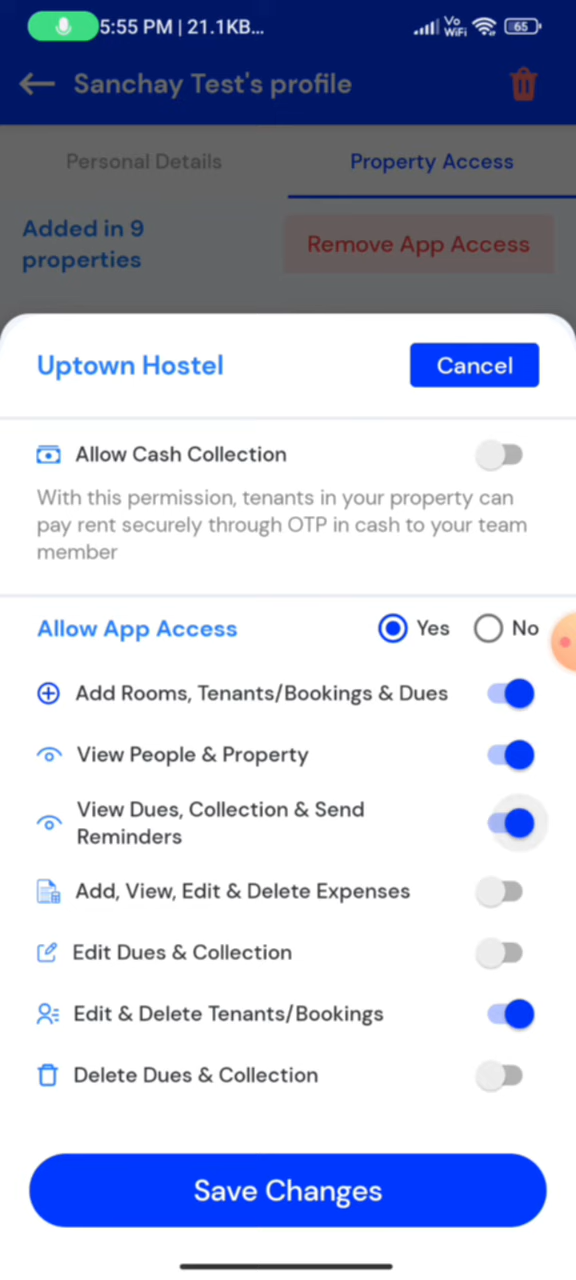 5:55 PM | 21.1KB...
Vo
WiFi
65
Sanchay Test's profile
Personal Details
Property Access
Added in 9
properties
Remove App Access
Uptown Hostel
Cancel
Allow Cash Collection
With this permission, tenants in your property can
pay rent securely through OTP in cash to your team
member
Allow App Access
Yes
No
Add Rooms, Tenants/Bookings & Dues
View People & Property
View Dues, Collection & Send
Reminders
Add, View, Edit & Delete Expenses
Edit Dues & Collection
Edit & Delete Tenants/Bookings
Delete Dues & Collection
Save Changes